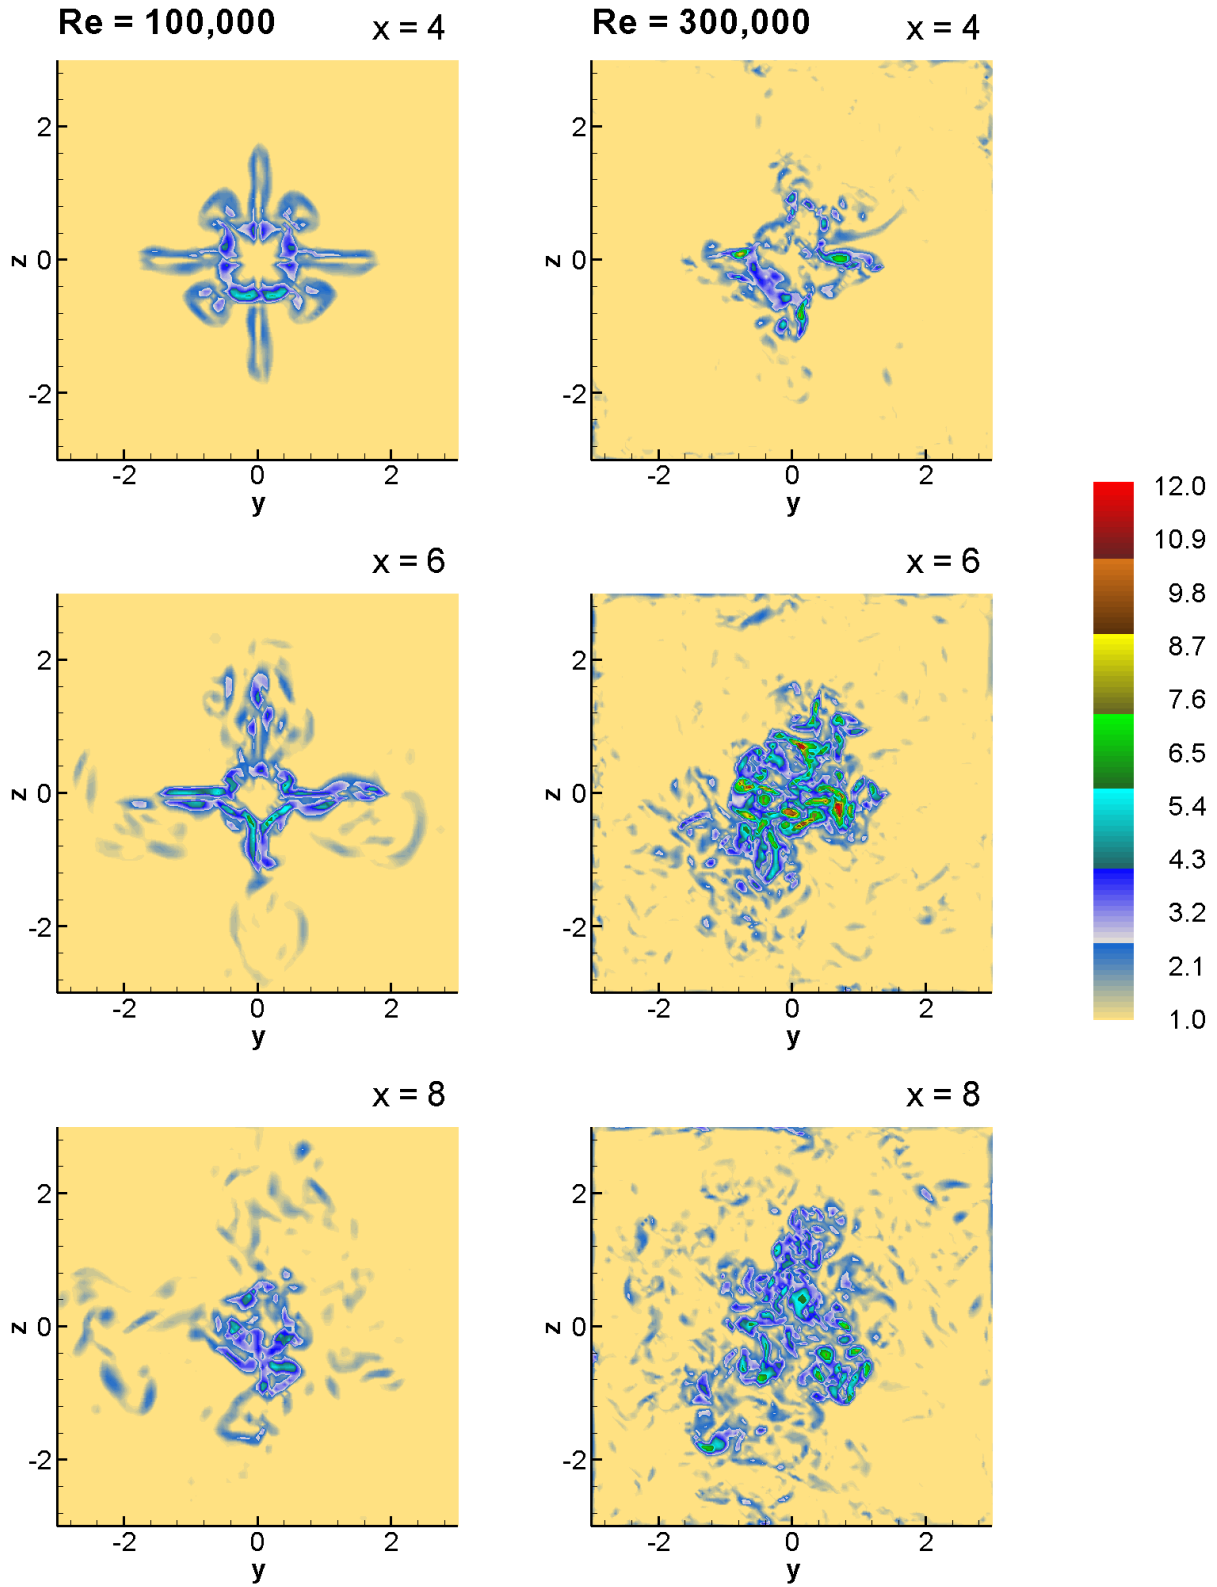 Re = 100,000 x = 4 Re = 300,000 x = 4
2 2
z 0 z 0
-2 -2
-2 0 2 -2 0 2
y y
x = 6 x = 6
2 2
z 0 z 0
-2 -2
-2 0 2 -2 0 2
y y
x = 8 x = 8
2 2
z 0 z 0
-2 -2
-2 0 2 -2 0 2
y y
12.0
10.9
9.8
8.7
7.6
6.5
5.4
4.3
3.2
2.1
1.0